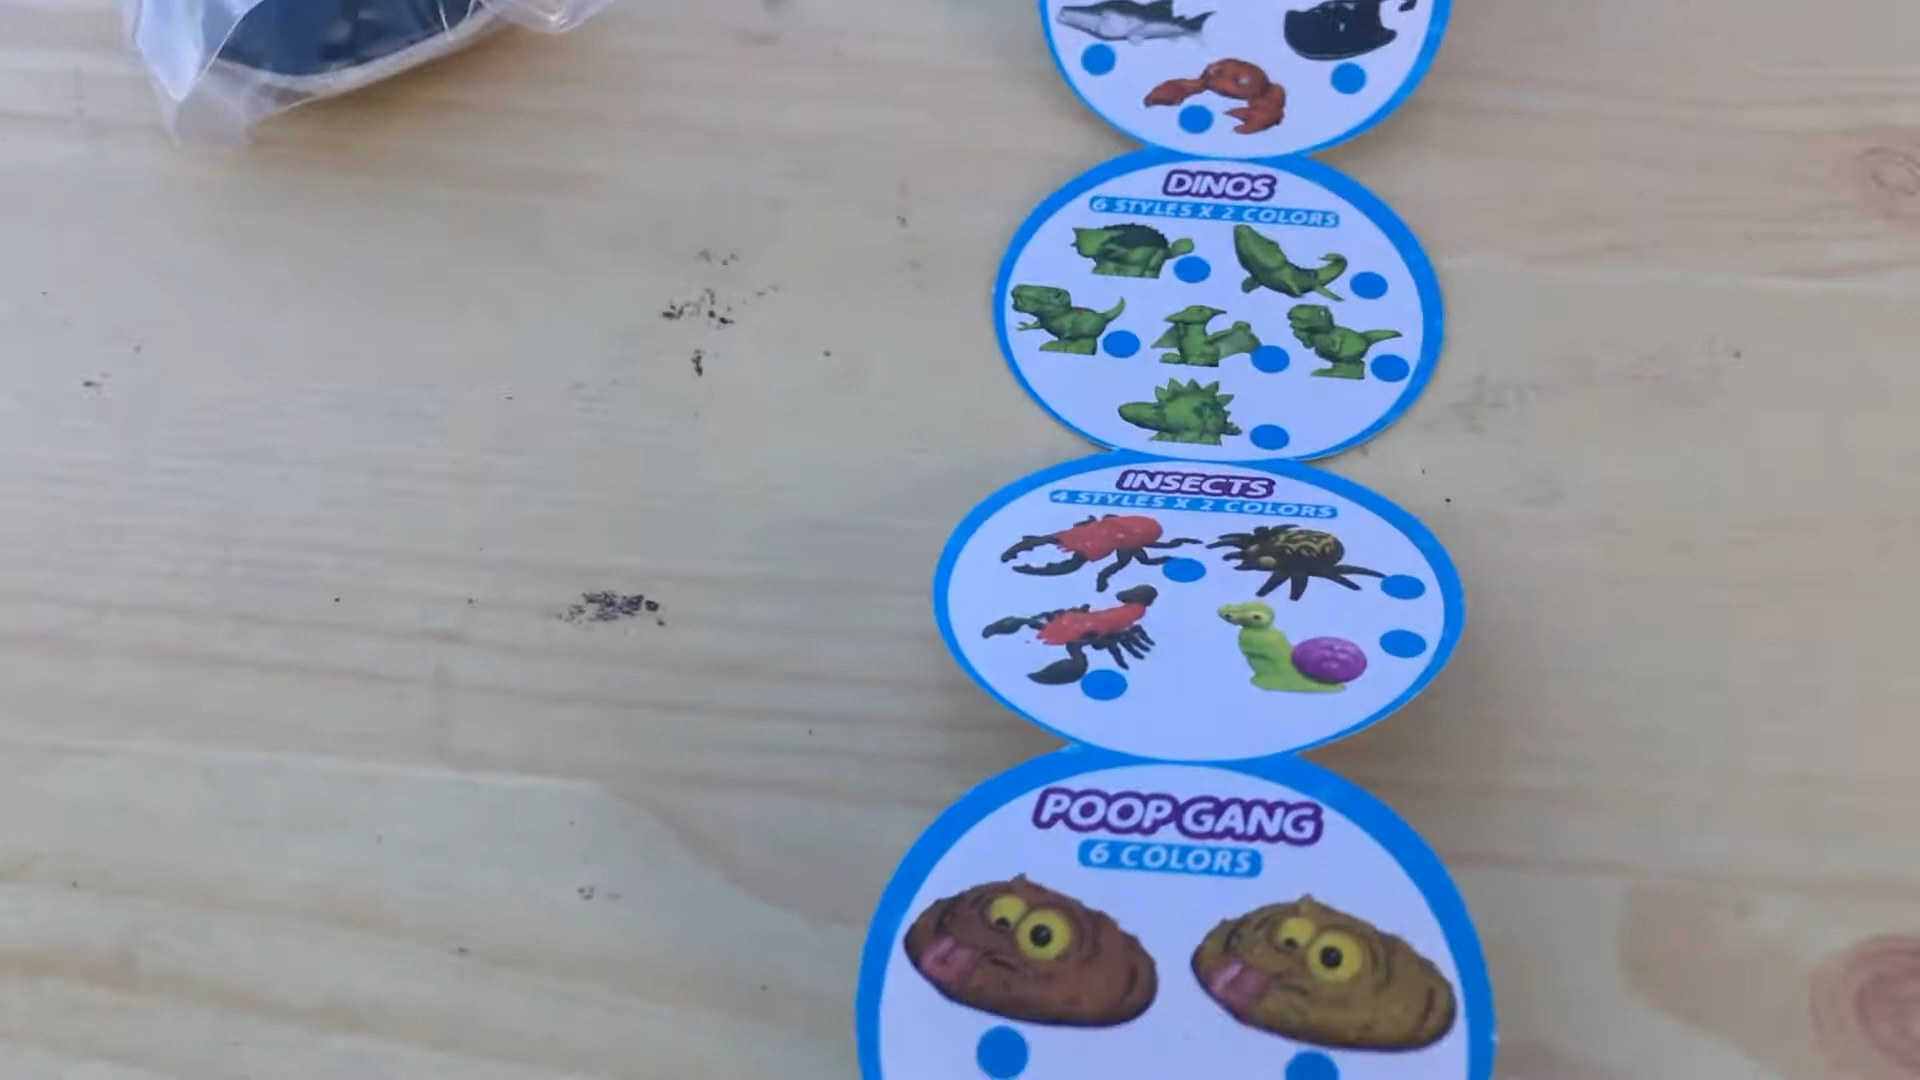 DINOS
6 STYLES X 2 COLORS
INSECTS
4 STYLES X 2 COLORS
POOP GANG
6 COLORS